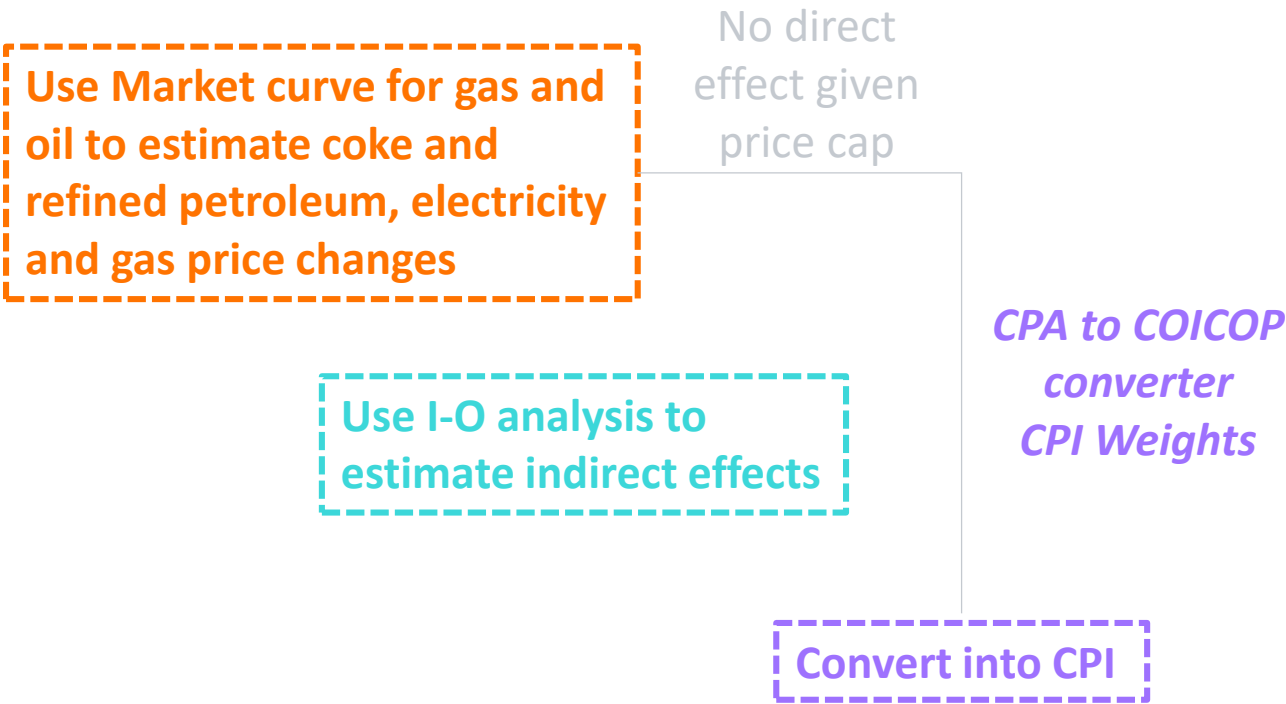 No direct
effect given
price cap
Use Market curve for gas and
oil to estimate coke and
refined petroleum, electricity
and gas price changes
CPA to COICOP
converter
CPI Weights
Use I-O analysis to
estimate indirect effects
Convert into CPI